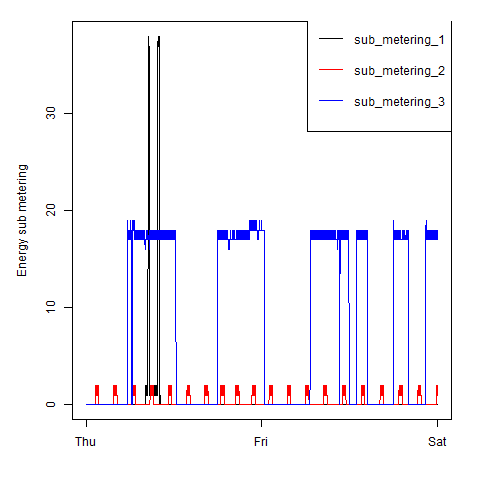 sub_metering_1
sub_metering_2
sub_metering_3
Energy sub metering
30
20
10
0
Thu Fri Sat